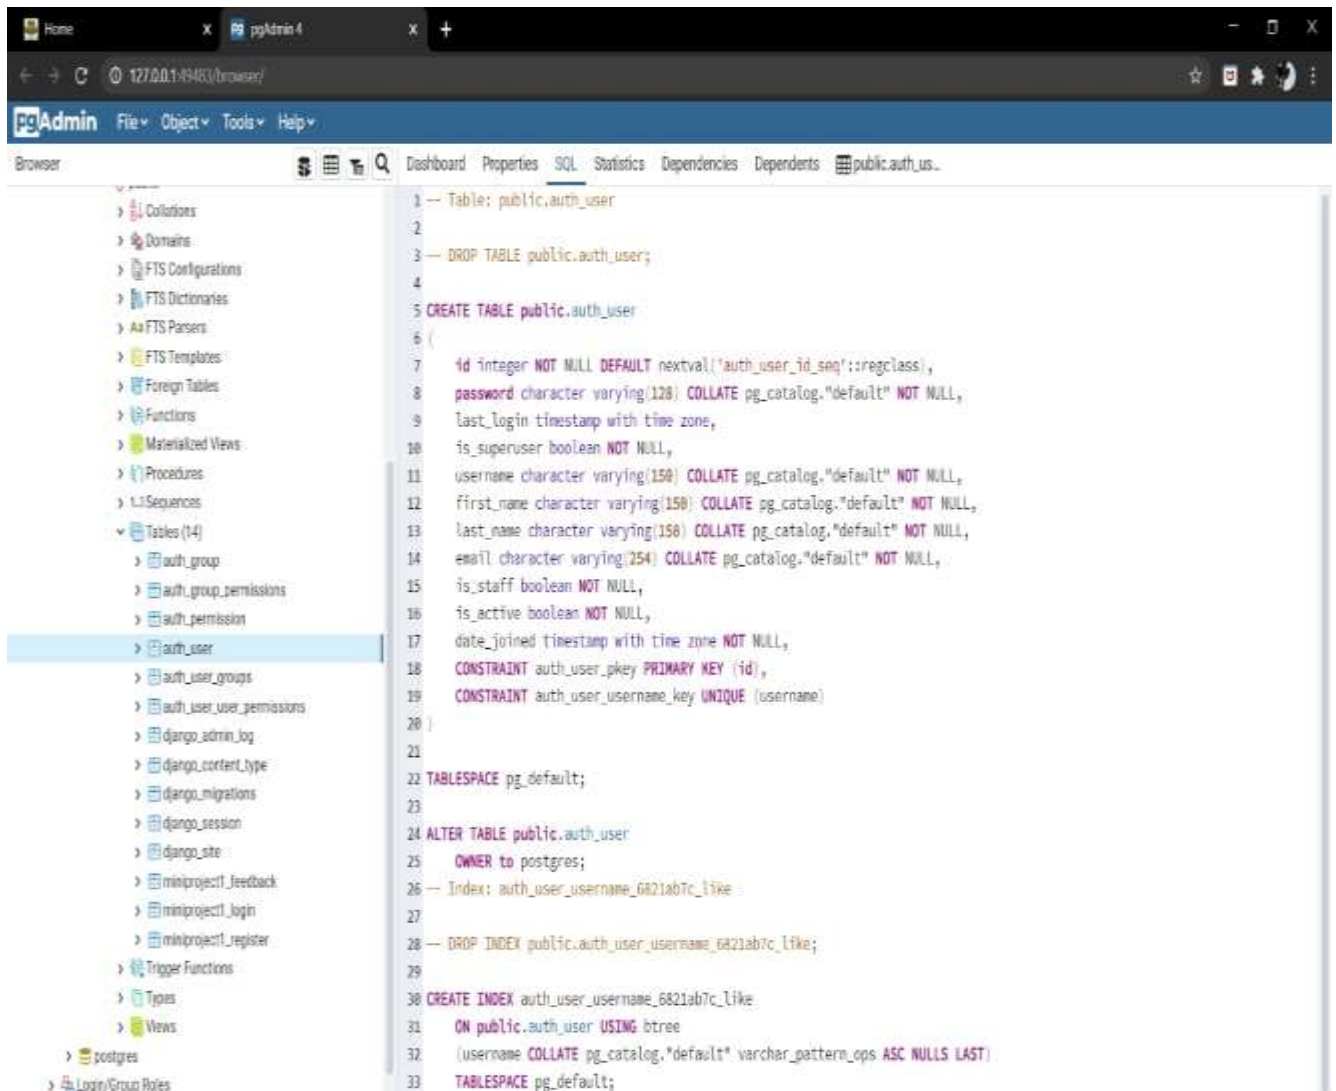 Home
pgAdmin 4
127.0.0.1:49483/browser/
pgAdmin File Object Tools Help
Browser
Dashboard Properties SQL Statistics Dependencies Dependents public.auth_us...
Collations
Domains
FTS Configurations
FTS Dictionaries
FTS Parsers
FTS Templates
Foreign Tables
Functions
Materialized Views
Procedures
Sequences
Tables (14)
auth_group
auth_group_permissions
auth_permission
auth_user
auth_user_groups
auth_user_user_permissions
django_admin_log
django_content_type
django_migrations
django_session
django_site
miniproject1_feedback
miniproject1_login
miniproject1_register
Trigger Functions
Types
Views
postgres
Login/Group Roles
1 -- Table: public.auth_user
2
3 -- DROP TABLE public.auth_user;
4
5 CREATE TABLE public.auth_user
6 (
7 id integer NOT NULL DEFAULT nextval('auth_user_id_seq'::regclass),
8 password character varying(128) COLLATE pg_catalog."default" NOT NULL,
9 last_login timestamp with time zone,
10 is_superuser boolean NOT NULL,
11 username character varying(150) COLLATE pg_catalog."default" NOT NULL,
12 first_name character varying(150) COLLATE pg_catalog."default" NOT NULL,
13 last_name character varying(150) COLLATE pg_catalog."default" NOT NULL,
14 email character varying(254) COLLATE pg_catalog."default" NOT NULL,
15 is_staff boolean NOT NULL,
16 is_active boolean NOT NULL,
17 date_joined timestamp with time zone NOT NULL,
18 CONSTRAINT auth_user_pkey PRIMARY KEY (id),
19 CONSTRAINT auth_user_username_key UNIQUE (username)
20 )
21
22 TABLESPACE pg_default;
23
24 ALTER TABLE public.auth_user
25 OWNER to postgres;
26 -- Index: auth_user_username_6821ab7c_like
27
28 -- DROP INDEX public.auth_user_username_6821ab7c_like;
29
30 CREATE INDEX auth_user_username_6821ab7c_like
31 ON public.auth_user USING btree
32 (username COLLATE pg_catalog."default" varchar_pattern_ops ASC NULLS LAST)
33 TABLESPACE pg_default;